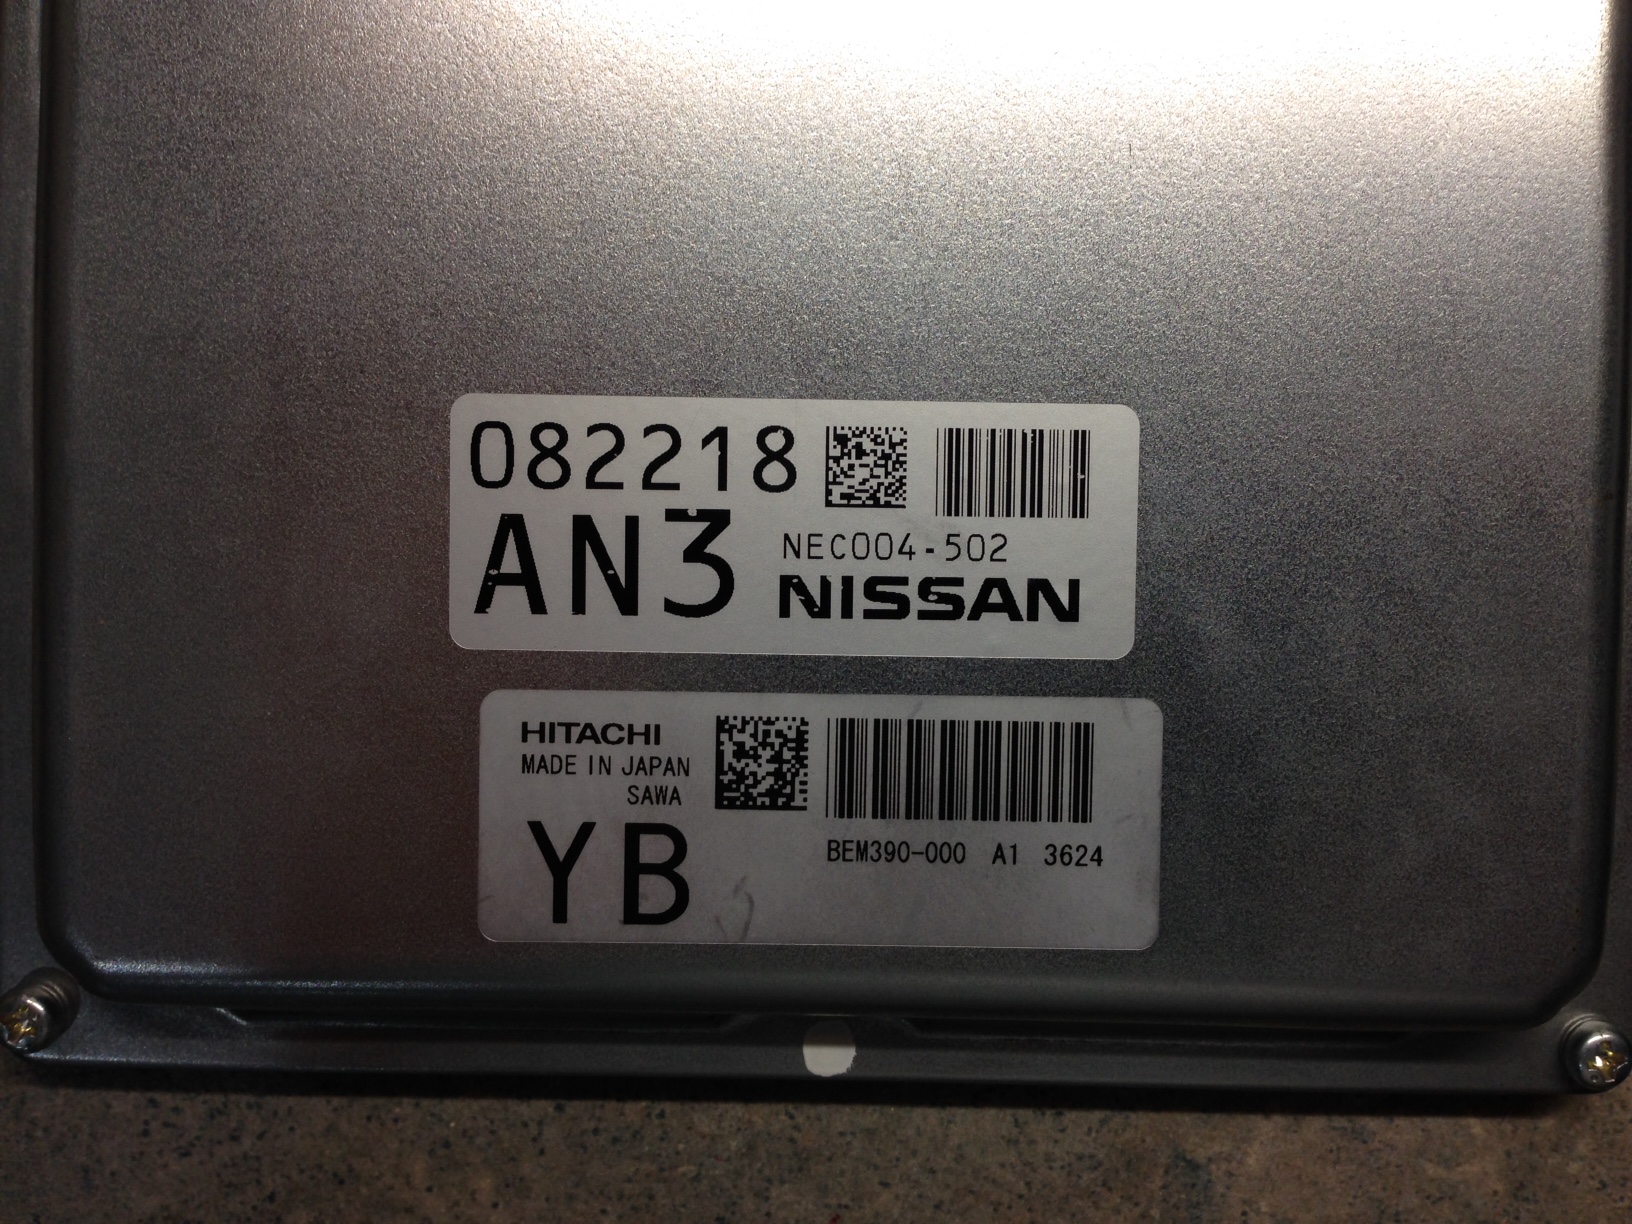 082218
AN3
NEC004-502
NISSAN
HITACHI
MADE IN JAPAN
SAWA
YB
BEM390-000 A1 3624